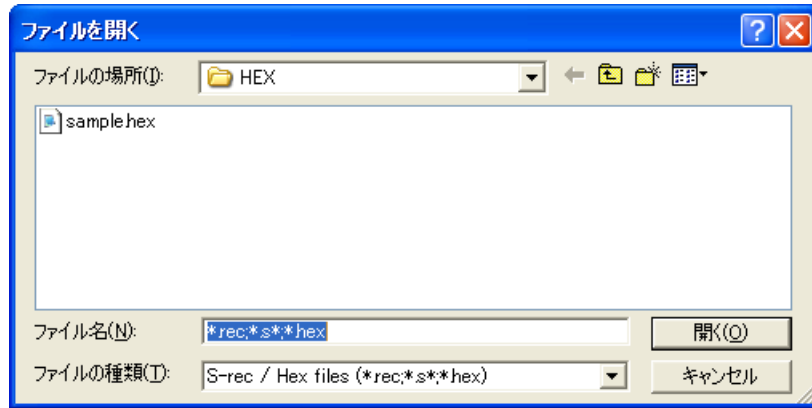 ファイルを開く
ファイルの場所(I): HEX
sample.hex
ファイル名(N): *.rec;*.s*;*.hex 開く(O)
ファイルの種類(T): S-rec / Hex files (*.rec;*.s*;*.hex) キャンセル